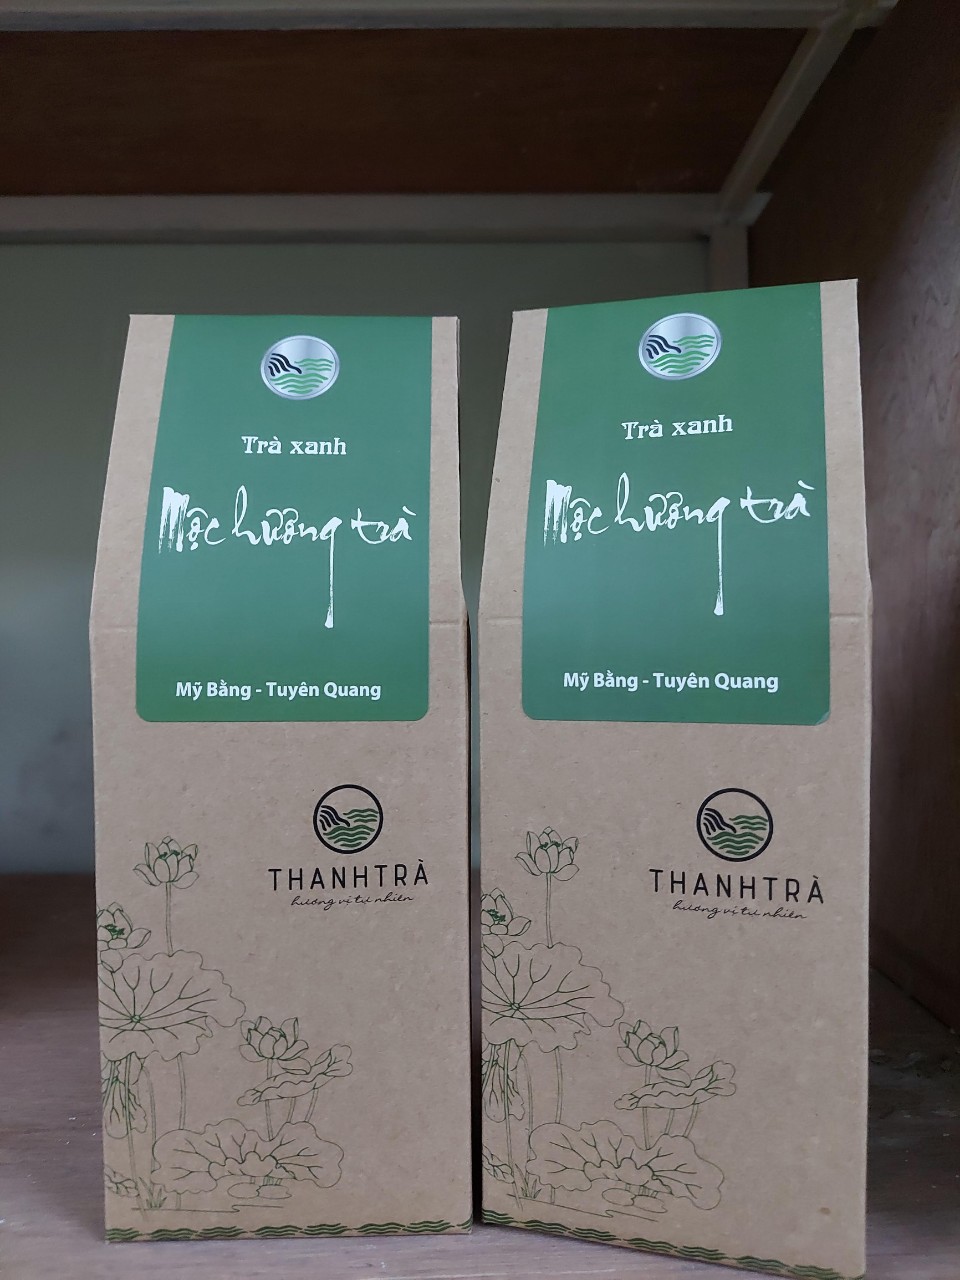 Trà xanh
Mộc hương trà
Mỹ Bằng - Tuyên Quang
THANHTRÀ
hương vị tự nhiên
Trà xanh
Mộc hương trà
Mỹ Bằng - Tuyên Quang
THANHTRÀ
hương vị tự nhiên